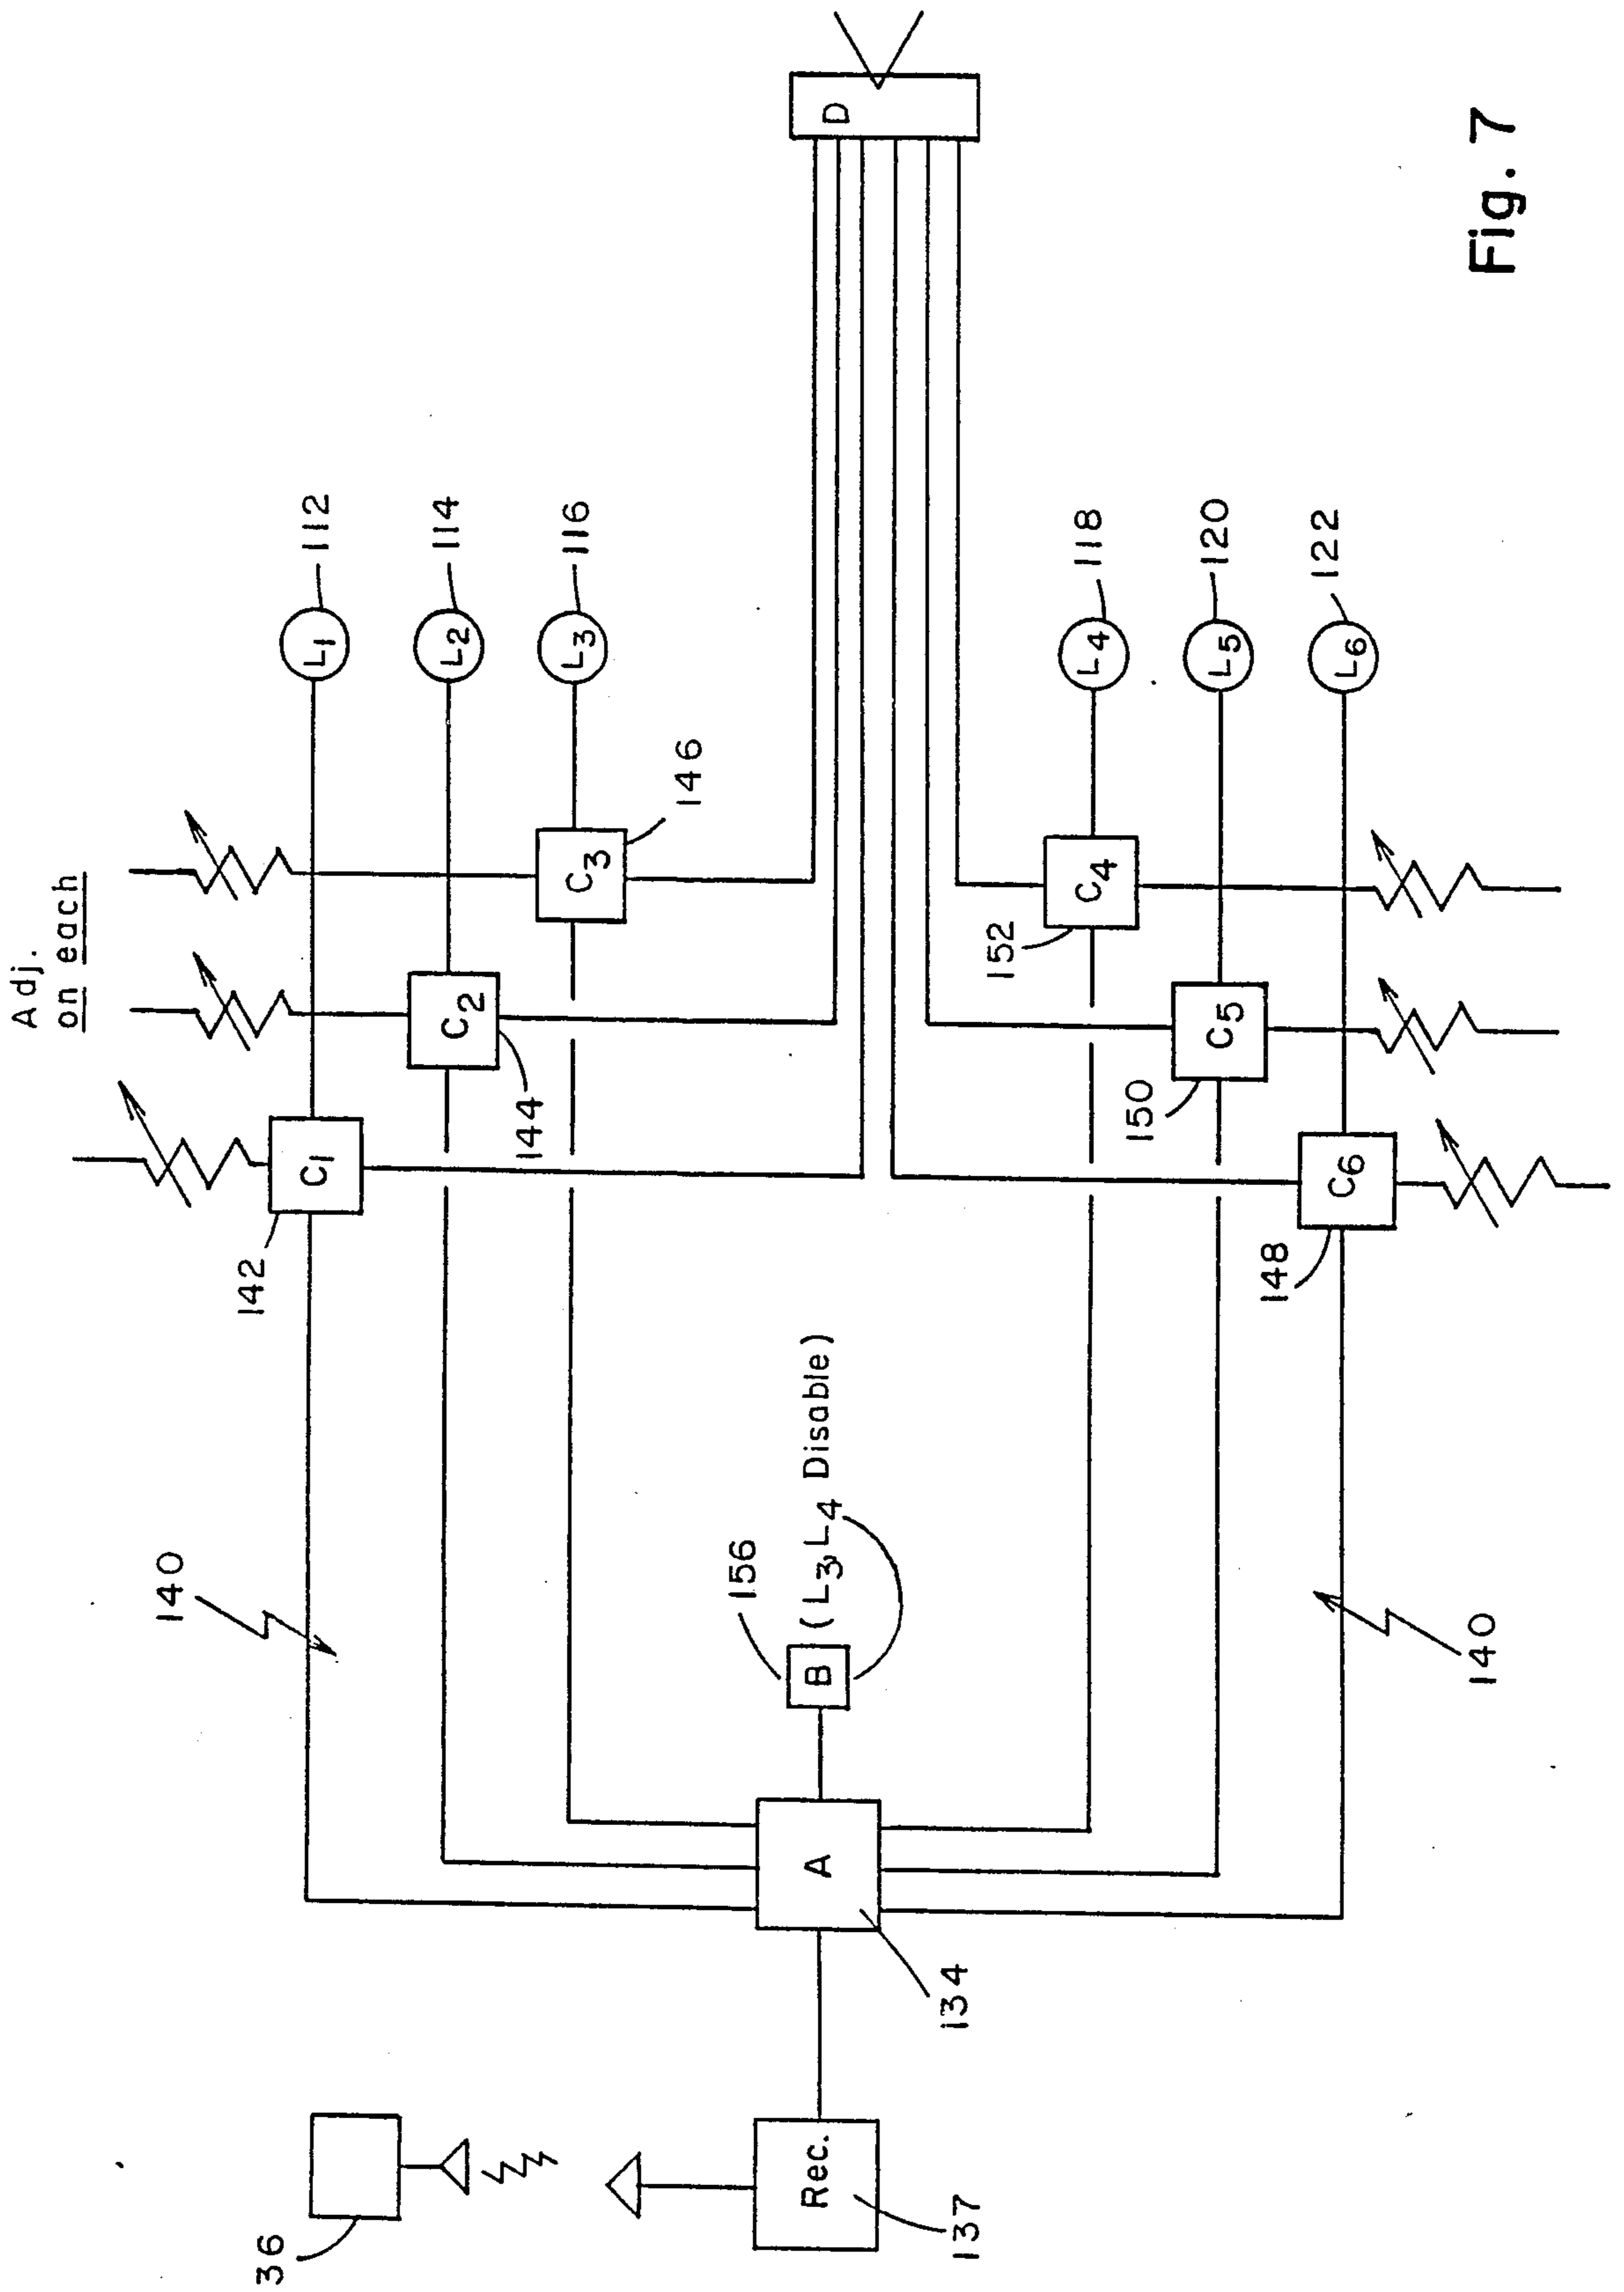 Adj.
on each
140
142
C1
144
C2
C3
146
L1
112
L2
114
L3
116
D
36
Rec.
137
A
134
B
156
(L3,L4 Disable)
152
C4
L4
118
150
C5
L5
120
148
C6
L6
122
140
Fig. 7